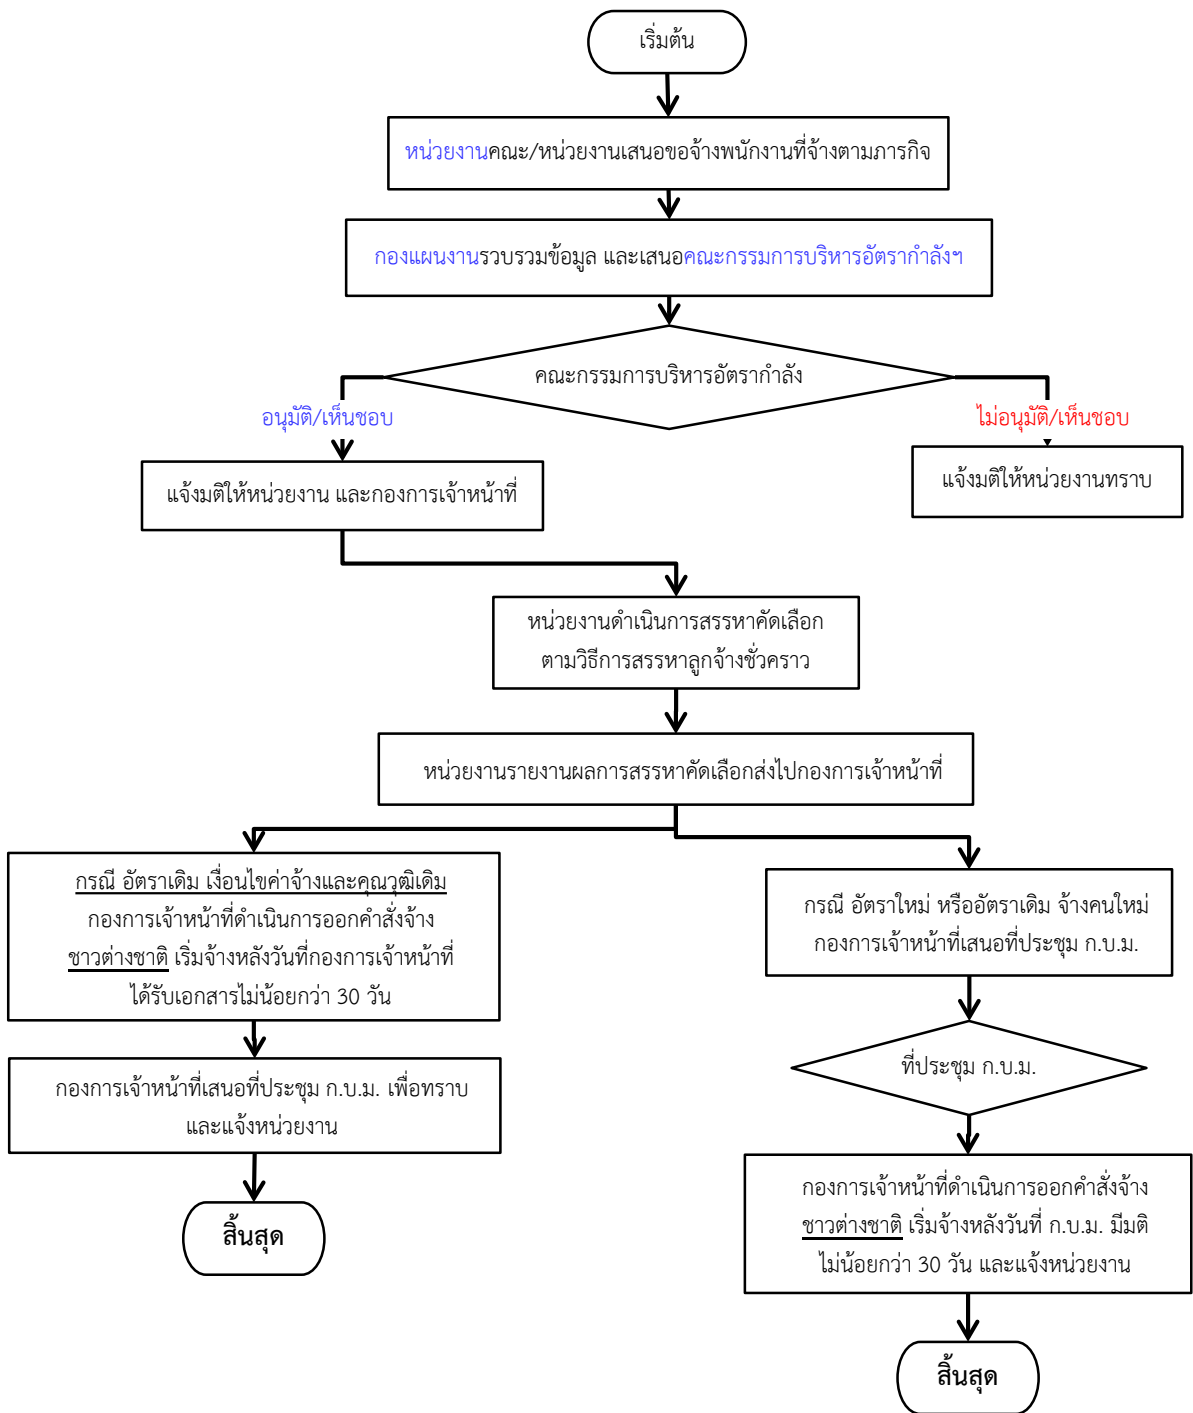 เริ่มต้น
หน่วยงานคณะ/หน่วยงานเสนอขอจ้างพนักงานที่จ้างตามภารกิจ
กองแผนงานรวบรวมข้อมูล และเสนอคณะกรรมการบริหารอัตรากำลังฯ
คณะกรรมการบริหารอัตรากำลัง
อนุมัติ/เห็นชอบ
ไม่อนุมัติ/เห็นชอบ
แจ้งมติให้หน่วยงาน และกองการเจ้าหน้าที่
แจ้งมติให้หน่วยงานทราบ
หน่วยงานดำเนินการสรรหาคัดเลือก
ตามวิธีการสรรหาลูกจ้างชั่วคราว
หน่วยงานรายงานผลการสรรหาคัดเลือกส่งไปกองการเจ้าหน้าที่
กรณี อัตราเดิม เงื่อนไขค่าจ้างและคุณวุฒิเดิม
กองการเจ้าหน้าที่ดำเนินการออกคำสั่งจ้าง
ชาวต่างชาติ เริ่มจ้างหลังวันที่กองการเจ้าหน้าที่
ได้รับเอกสารไม่น้อยกว่า 30 วัน
กองการเจ้าหน้าที่เสนอที่ประชุม ก.บ.ม. เพื่อทราบ
และแจ้งหน่วยงาน
สิ้นสุด
กรณี อัตราใหม่ หรืออัตราเดิม จ้างคนใหม่
กองการเจ้าหน้าที่เสนอที่ประชุม ก.บ.ม.
ที่ประชุม ก.บ.ม.
กองการเจ้าหน้าที่ดำเนินการออกคำสั่งจ้าง
ชาวต่างชาติ เริ่มจ้างหลังวันที่ ก.บ.ม. มีมติ
ไม่น้อยกว่า 30 วัน และแจ้งหน่วยงาน
สิ้นสุด